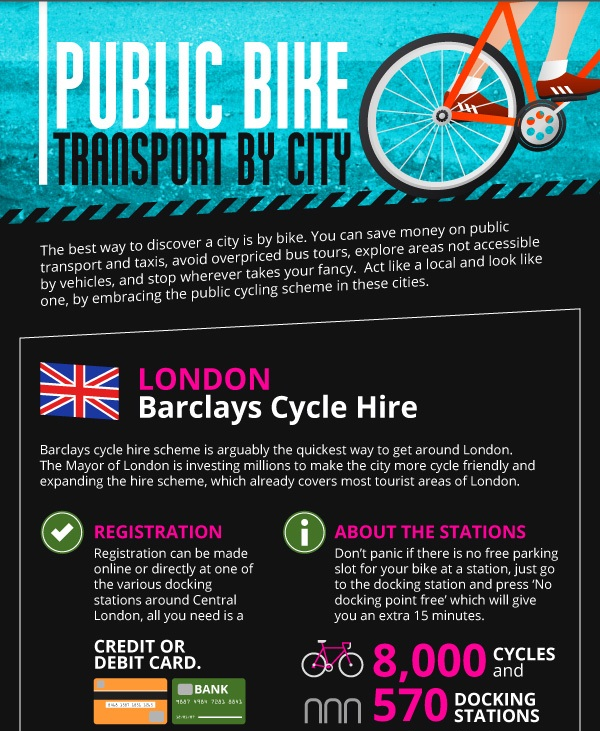 PUBLIC BIKE
TRANSPORT BY CITY
The best way to discover a city is by bike. You can save money on public
transport and taxis, avoid overpriced bus tours, explore areas not accessible
by vehicles, and stop wherever takes your fancy. Act like a local and look like
one, by embracing the public cycling scheme in these cities.
LONDON
Barclays Cycle Hire
Barclays cycle hire scheme is arguably the quickest way to get around London.
The Mayor of London is investing millions to make the city more cycle friendly and
expanding the hire scheme, which already covers most tourist areas of London.
REGISTRATION
Registration can be made
online or directly at one of
the various docking
stations around Central
London, all you need is a
CREDIT OR
DEBIT CARD.
BANK
ABOUT THE STATIONS
Don't panic if there is no free parking
slot for your bike at a station, just go
to the docking station and press 'No
docking point free' which will give
you an extra 15 minutes.
8,000 CYCLES
and
570 DOCKING
STATIONS